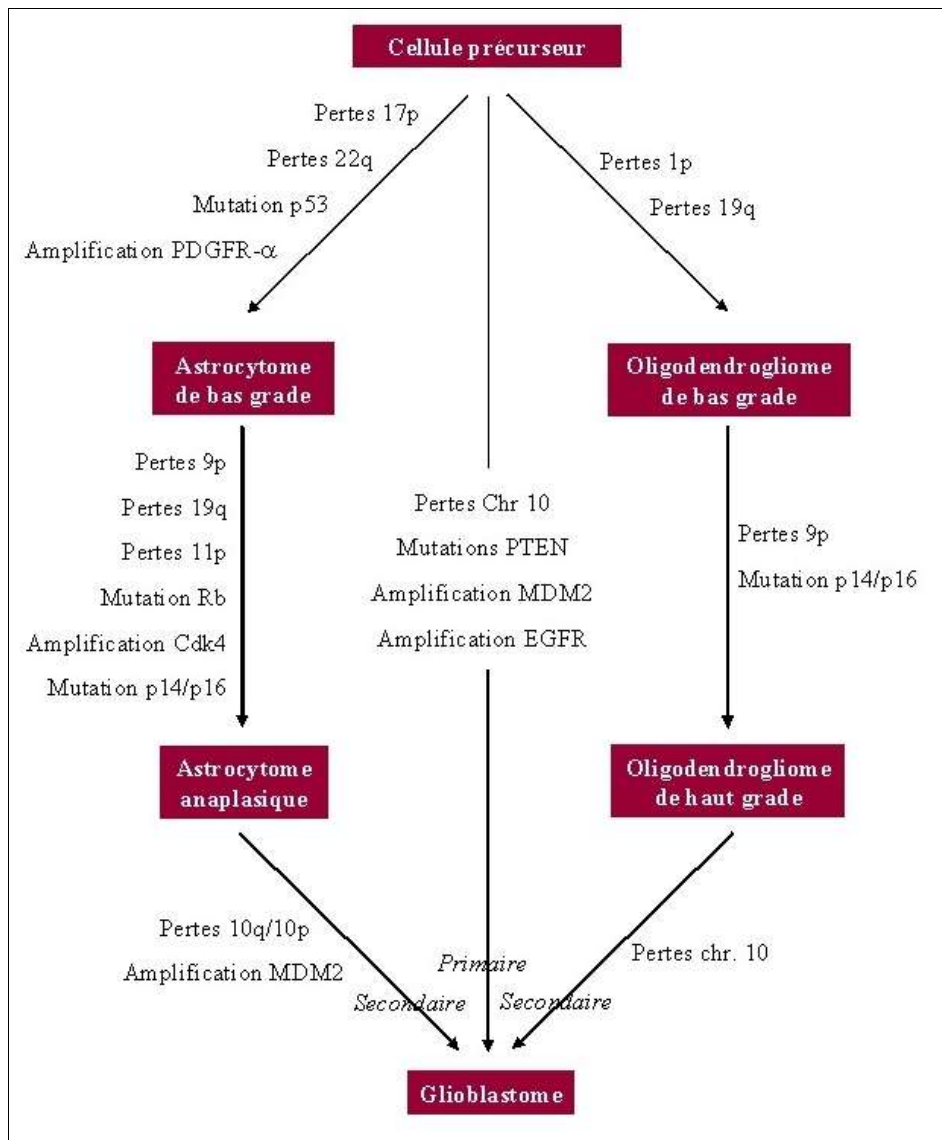 Cellule précurseur
Pertes 17p
Pertes 22q
Mutation p53
Amplification PDGFR-α
Pertes 1p
Pertes 19q
Astrocytome
de bas grade
Oligodendrogliome
de bas grade
Pertes 9p
Pertes 19q
Pertes 11p
Mutation Rb
Amplification Cdk4
Mutation p14/p16
Pertes Chr 10
Mutations PTEN
Amplification MDM2
Amplification EGFR
Pertes 9p
Mutation p14/p16
Astrocytome
anaplasique
Oligodendrogliome
de haut grade
Pertes 10q/10p
Amplification MDM2
Primaire
Secondaire
Secondaire
Pertes chr. 10
Glioblastome